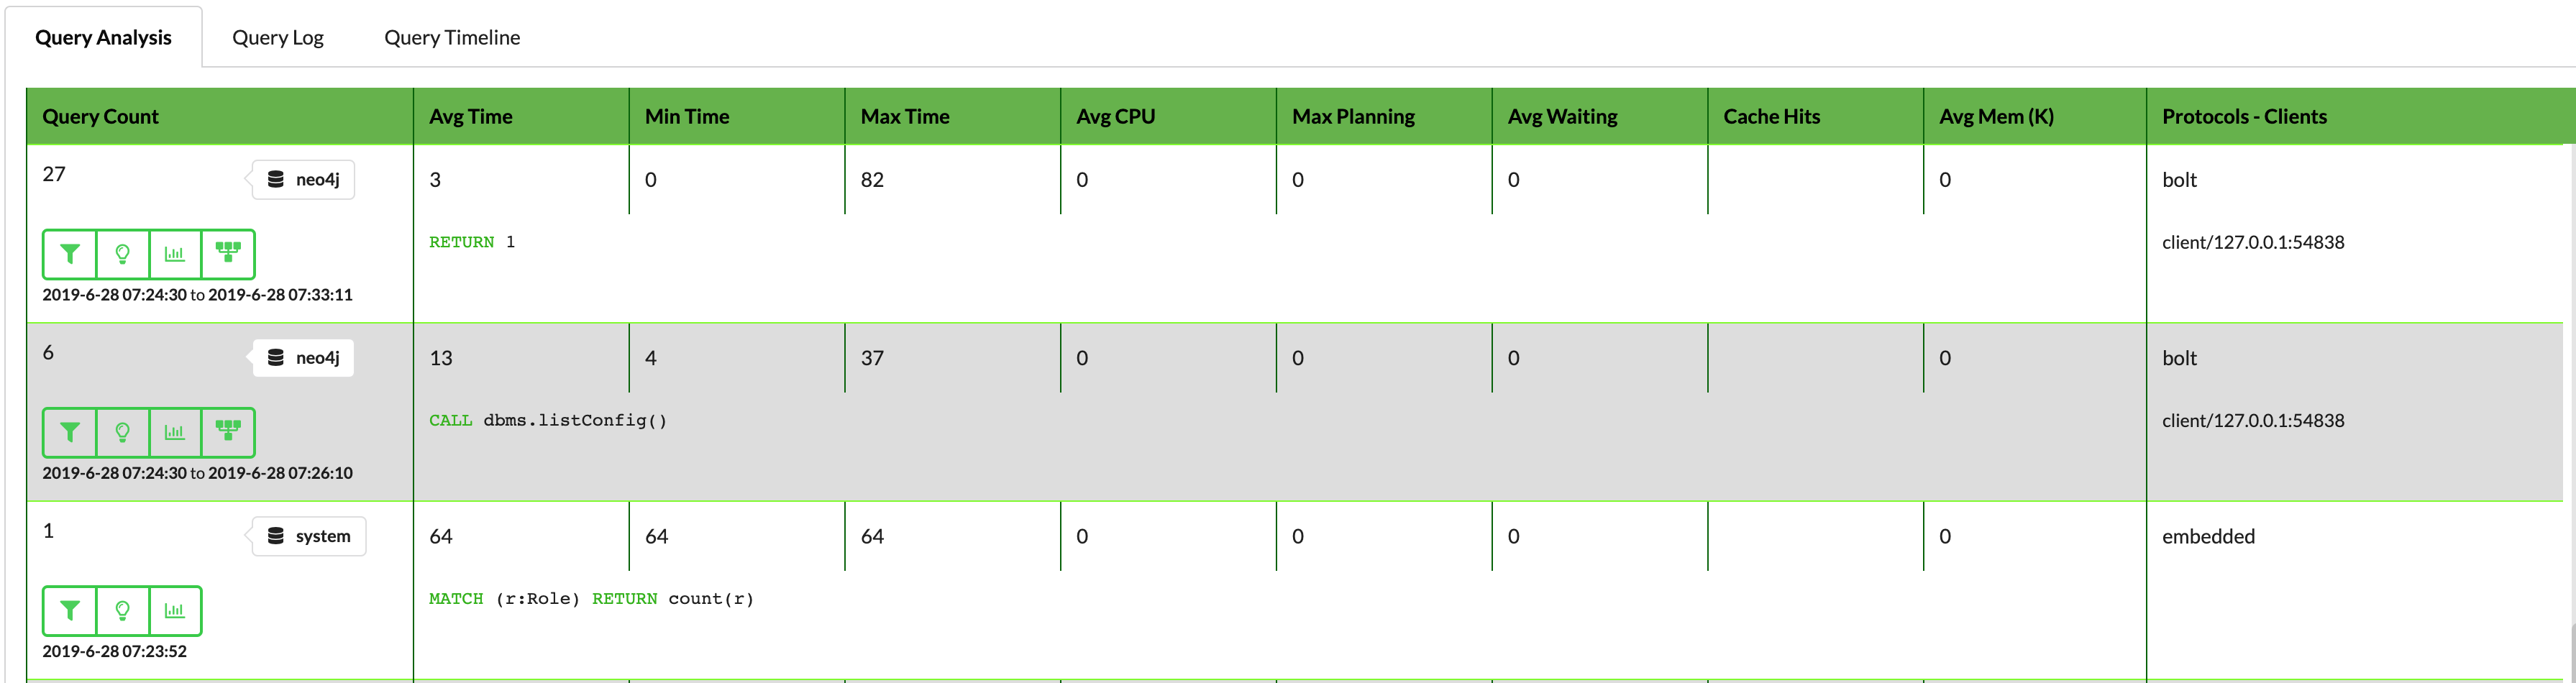 Query Analysis Query Log Query Timeline
Query Count Avg Time Min Time Max Time Avg CPU Max Planning Avg Waiting Cache Hits Avg Mem (K) Protocols - Clients
27 neo4j 3 0 82 0 0 0 0 bolt
RETURN 1 client/127.0.0.1:54838
2019-6-28 07:24:30 to 2019-6-28 07:33:11
6 neo4j 13 4 37 0 0 0 0 bolt
CALL dbms.listConfig() client/127.0.0.1:54838
2019-6-28 07:24:30 to 2019-6-28 07:26:10
1 system 64 64 64 0 0 0 0 embedded
MATCH (r:Role) RETURN count(r)
2019-6-28 07:23:52